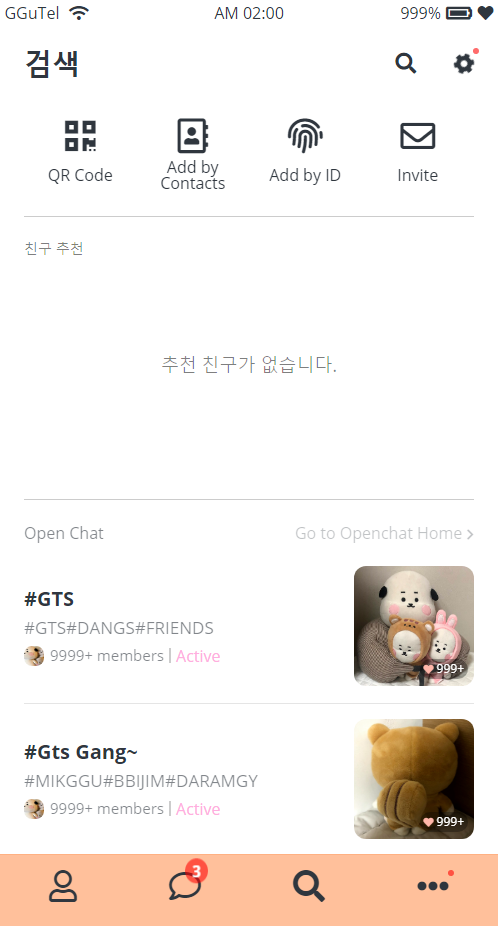 GGuTel AM 02:00 999%
검색
QR Code
Add by
Contacts
Add by ID
Invite
친구 추천
추천 친구가 없습니다.
Open Chat Go to Openchat Home
#GTS
#GTS#DANGS#FRIENDS
9999+ members | Active
999+
#Gts Gang~
#MIKGGU#BBIJIM#DARAMGY
9999+ members | Active
999+
3